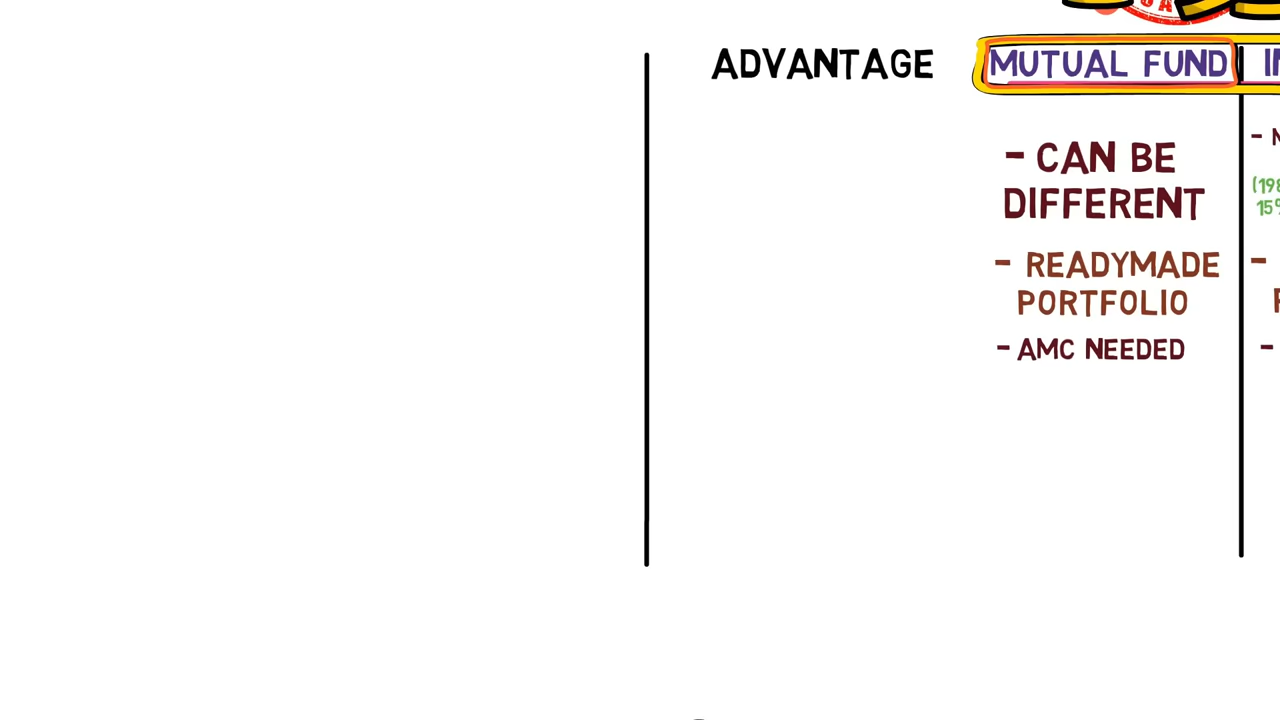 ADVANTAGE
MUTUAL FUND
- CAN BE
DIFFERENT
- READYMADE
PORTFOLIO
- AMC NEEDED